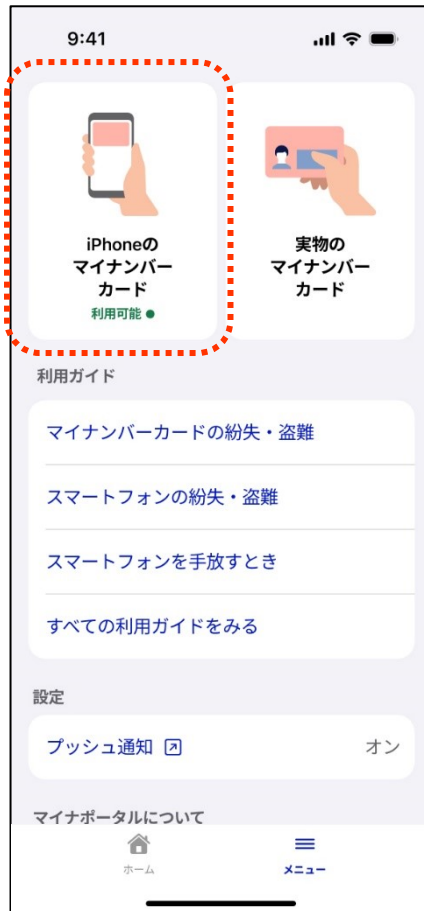 9:41
iPhoneの
マイナンバー
カード
利用可能
実物の
マイナンバー
カード
利用ガイド
マイナンバーカードの紛失・盗難
スマートフォンの紛失・盗難
スマートフォンを手放すとき
すべての利用ガイドをみる
設定
プッシュ通知 オン
マイナポータルについて
ホーム
メニュー